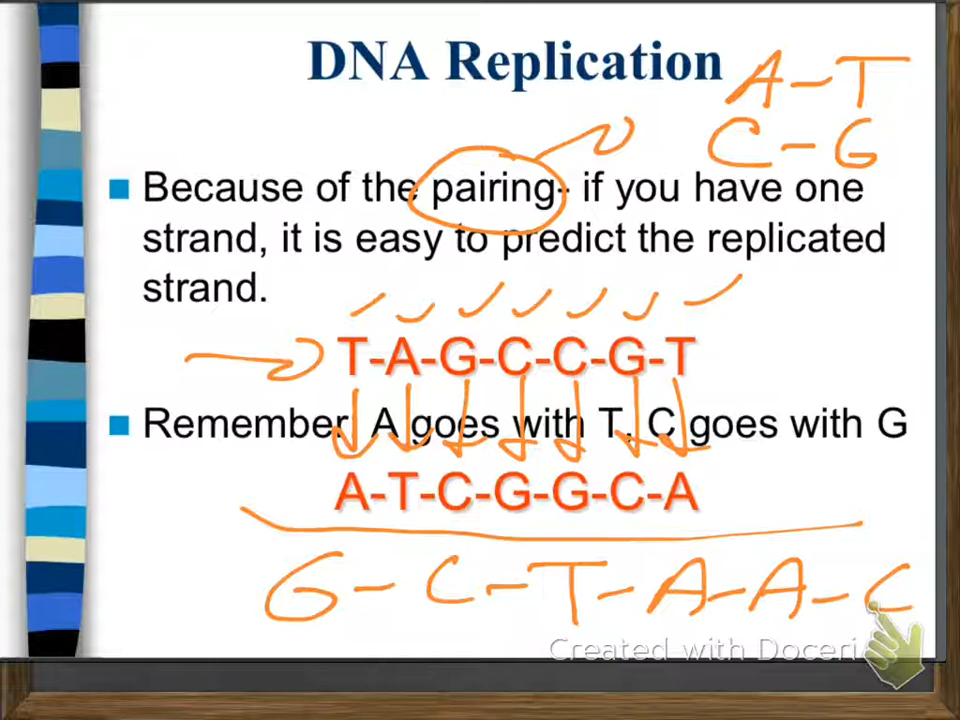 DNA Replication
A-T
C-G
Because of the pairing- if you have one
strand, it is easy to predict the replicated
strand.
T-A-G-C-C-G-T
Remember, A goes with T, C goes with G
A-T-C-G-G-C-A
G-C-T-A-A-C
Created with Doceri